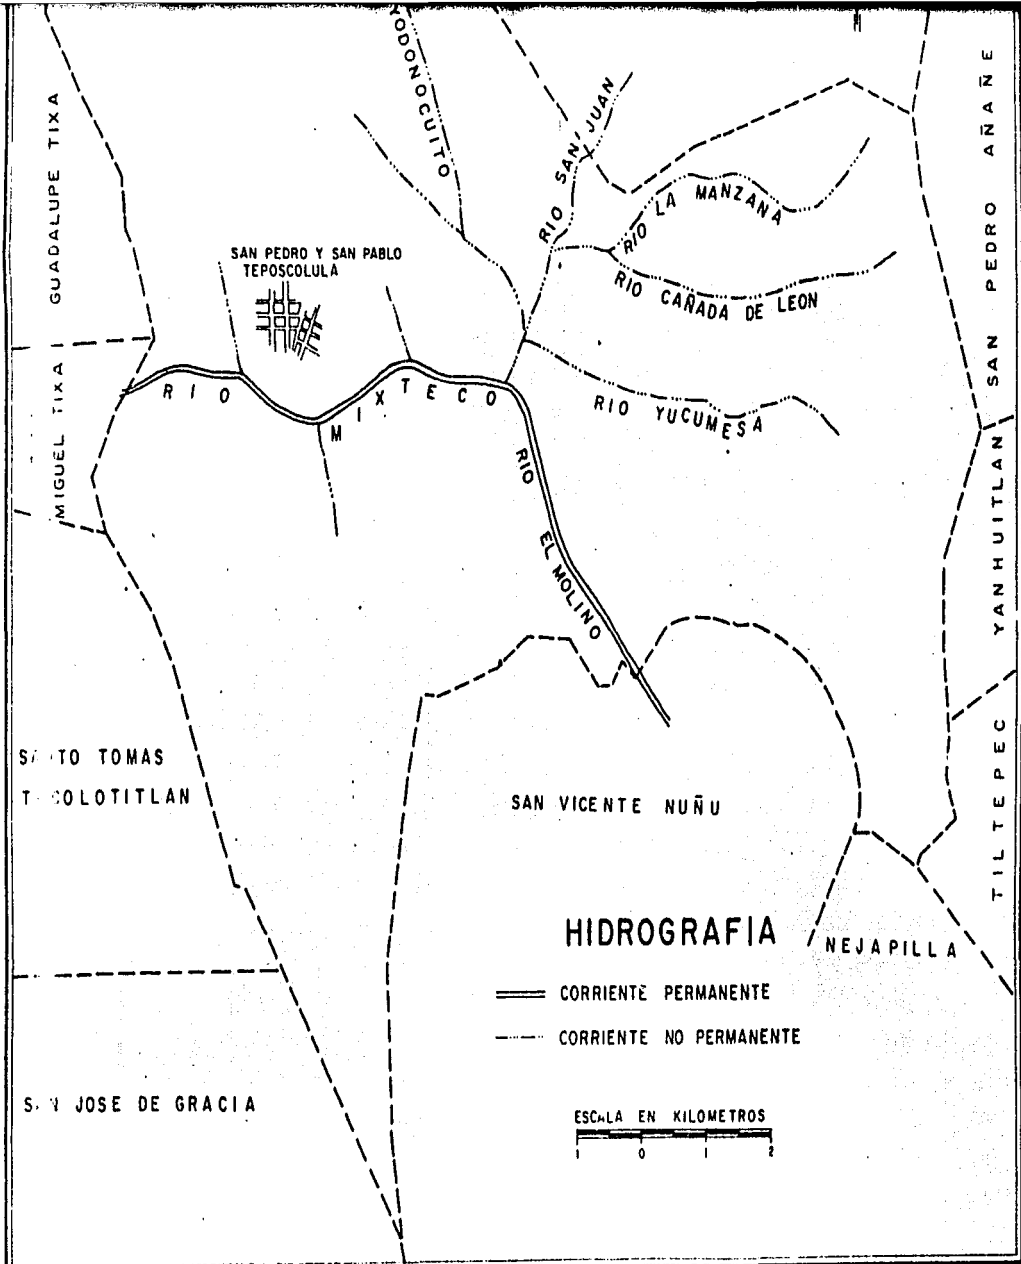 GUADALUPE TIXA
MIGUEL TIXA
YODONOCUITO
RIO SAN JUAN
RIO LA MANZANA
RIO CAÑADA DE LEON
SAN PEDRO AÑAÑE
SAN PEDRO Y SAN PABLO
TEPOSCOLULA
RIO MIXTECO
RIO YUCUMESA
RIO EL MOLINO
YANHUITLAN
TILTEPEC
TO TOMAS
COLOTITLAN
SAN VICENTE NUÑU
HIDROGRAFIA
NEJAPILLA
CORRIENTE PERMANENTE
CORRIENTE NO PERMANENTE
JOSE DE GRACIA
ESCALA EN KILOMETROS
1 0 1 2